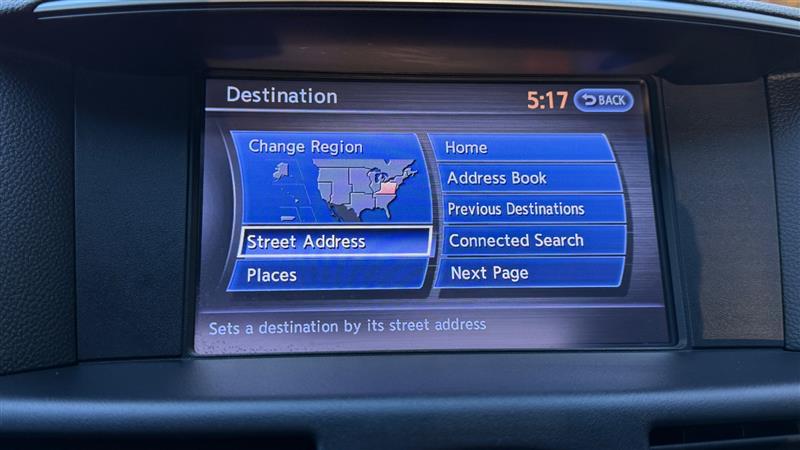 Destination
5:17
BACK
Change Region
Street Address
Places
Home
Address Book
Previous Destinations
Connected Search
Next Page
Sets a destination by its street address